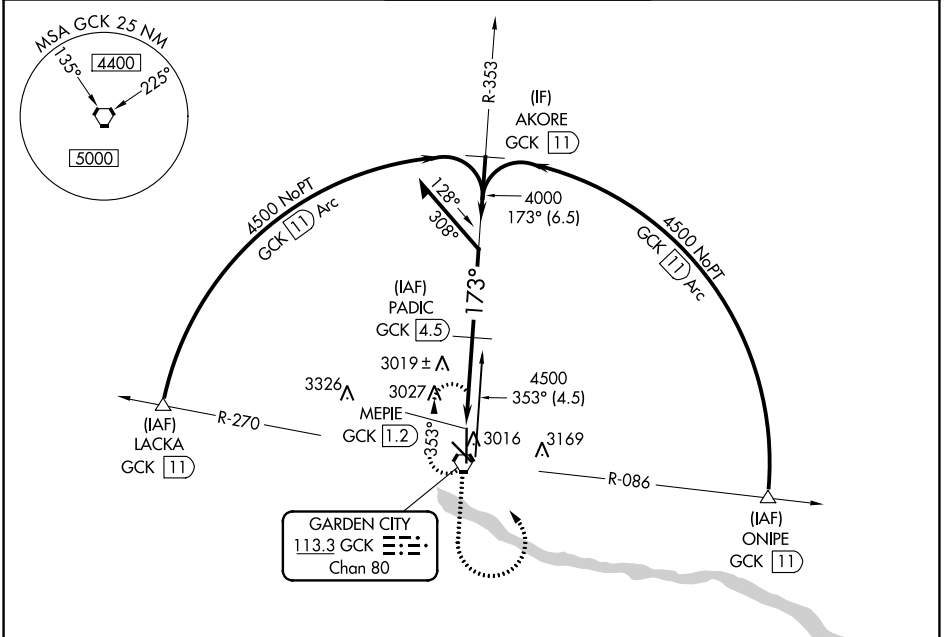 MSA GCK 25 NM
135°
4400
225°
5000
R-353
(IF)
AKORE
GCK 11
4500 NoPT
GCK 11 Arc
128°
308°
4000
173° (6.5)
4500 NoPT
GCK 11 Arc
173°
(IAF)
PADIC
GCK 4.5
3019 ±
3326
3027
4500
353° (4.5)
MEPIE
GCK 1.2
353°
3016
3169
R-270
(IAF)
LACKA
GCK 11
R-086
(IAF)
ONIPE
GCK 11
GARDEN CITY
113.3 GCK
Chan 80